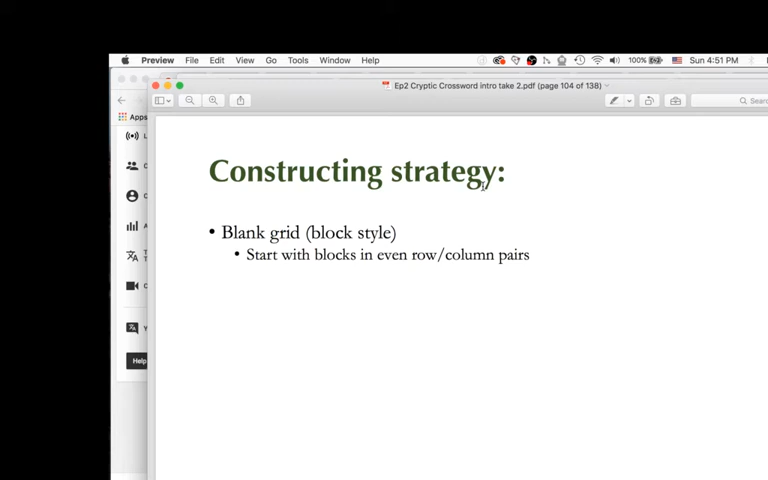 Preview File Edit View Go Tools Window Help 100% Sun 4:51 PM
Ep2 Cryptic Crossword intro take 2.pdf (page 104 of 138)
Apps
Constructing strategy:
• Blank grid (block style)
• Start with blocks in even row/column pairs
Help